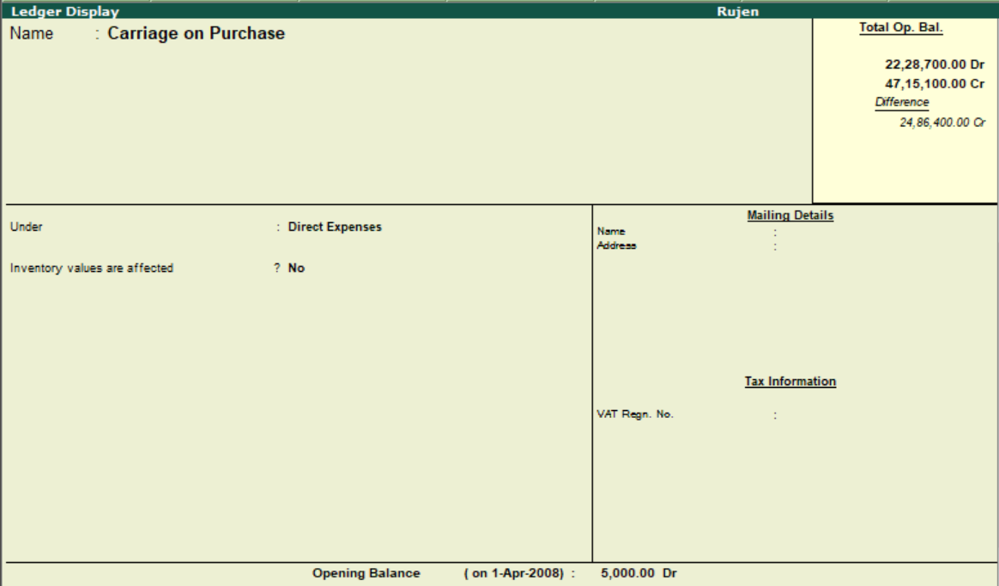 Ledger Display Rujen
Name : Carriage on Purchase
Total Op. Bal.
22,28,700.00 Dr
47,15,100.00 Cr
Difference
24,86,400.00 Cr
Under : Direct Expenses
Inventory values are affected ? No
Mailing Details
Name :
Address :
Tax Information
VAT Regn. No. :
Opening Balance ( on 1-Apr-2008) : 5,000.00 Dr